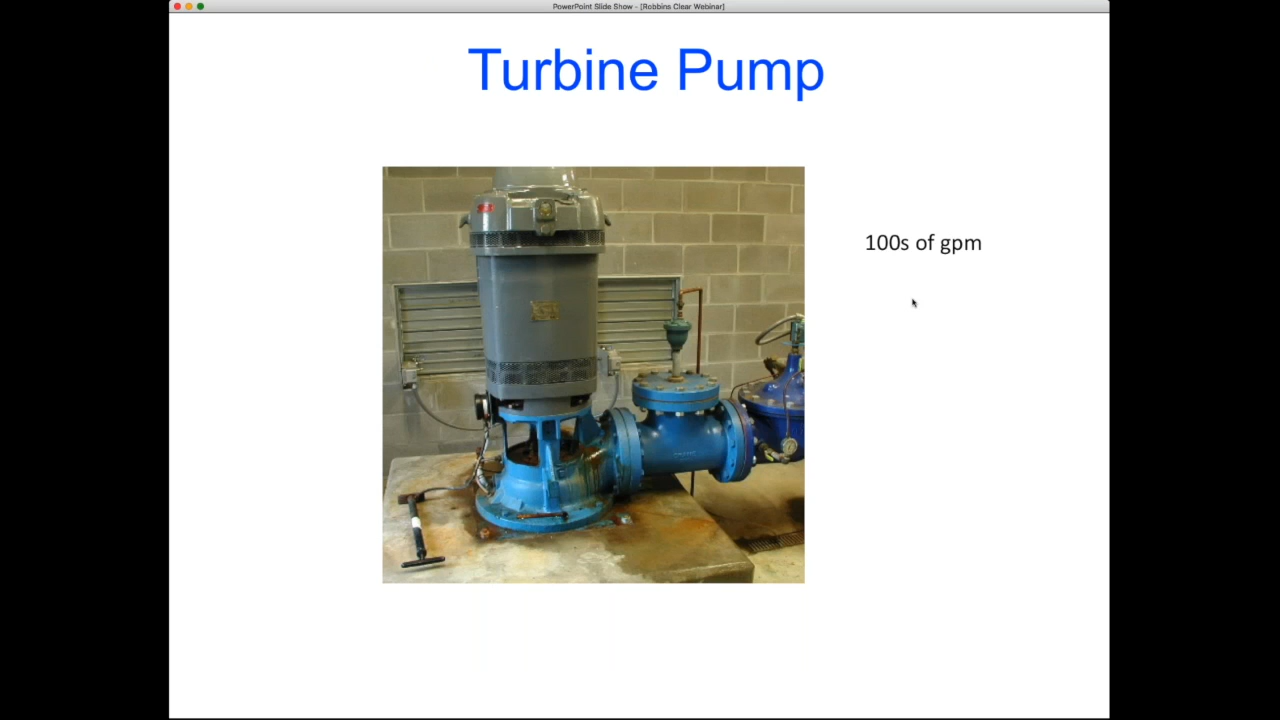 PowerPoint Slide Show - [Robbins Clear Webinar]
Turbine Pump
100s of gpm